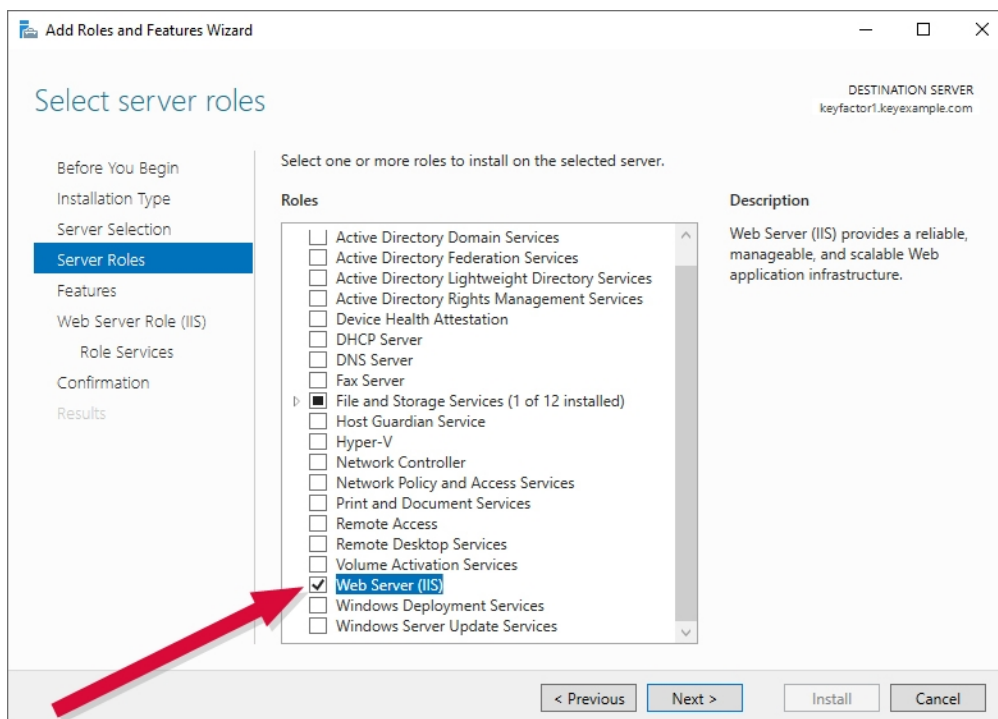 Add Roles and Features Wizard
Select server roles
DESTINATION SERVER
keyfactor1.keyexample.com
Before You Begin
Installation Type
Server Selection
Server Roles
Features
Web Server Role (IIS)
Role Services
Confirmation
Results
Select one or more roles to install on the selected server.
Roles
Active Directory Domain Services
Active Directory Federation Services
Active Directory Lightweight Directory Services
Active Directory Rights Management Services
Device Health Attestation
DHCP Server
DNS Server
Fax Server
File and Storage Services (1 of 12 installed)
Host Guardian Service
Hyper-V
Network Controller
Network Policy and Access Services
Print and Document Services
Remote Access
Remote Desktop Services
Volume Activation Services
Web Server (IIS)
Windows Deployment Services
Windows Server Update Services
Description
Web Server (IIS) provides a reliable,
manageable, and scalable Web
application infrastructure.
< Previous
Next >
Install
Cancel